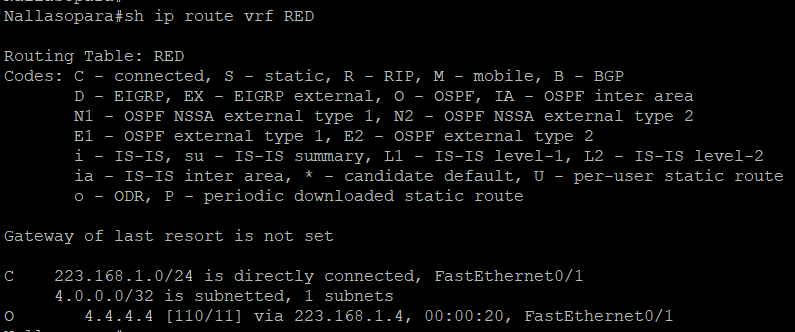 Nallasopara#
Nallasopara#sh ip route vrf RED
Routing Table: RED
Codes: C - connected, S - static, R - RIP, M - mobile, B - BGP
D - EIGRP, EX - EIGRP external, O - OSPF, IA - OSPF inter area
N1 - OSPF NSSA external type 1, N2 - OSPF NSSA external type 2
E1 - OSPF external type 1, E2 - OSPF external type 2
i - IS-IS, su - IS-IS summary, L1 - IS-IS level-1, L2 - IS-IS level-2
ia - IS-IS inter area, * - candidate default, U - per-user static route
o - ODR, P - periodic downloaded static route
Gateway of last resort is not set
C 223.168.1.0/24 is directly connected, FastEthernet0/1
4.0.0.0/32 is subnetted, 1 subnets
O 4.4.4.4 [110/11] via 223.168.1.4, 00:00:20, FastEthernet0/1